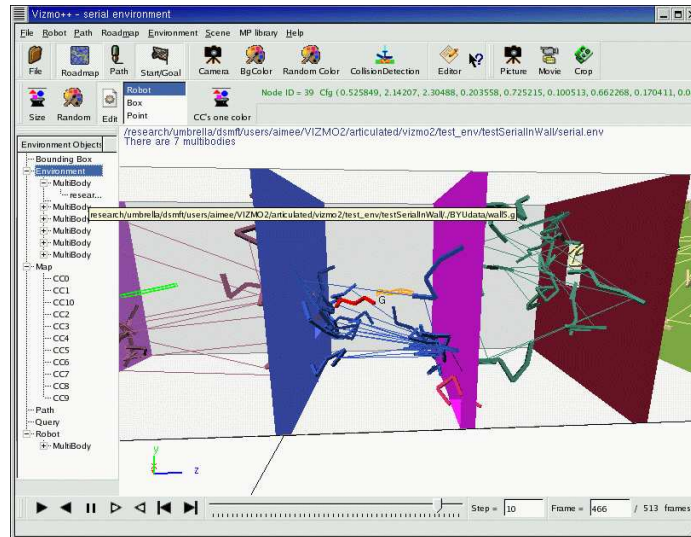 Vizmo++ - serial environment
File Robot Path Roadmap Environment Scene MP library Help
File Roadmap Path Start/Goal Camera BgColor Random Color CollisionDetection Editor Picture Movie Crop
Size Random Edit Robot Box Point CC's one color
Node ID = 39 Cfg ( 0.525849, 2.14207, 2.30488, 0.203558, 0.725215, 0.100513, 0.662268, 0.170411, 0.0
/research/umbrella/dsmft/users/aimee/VIZMO2/articulated/vizmo2/test_env/testSerialInWall/serial.env
There are 7 multibodies
Environment Objects
Bounding Box
Environment
MultiBody
resear...
MultiBody
research/umbrella/dsmft/users/aimee/VIZMO2/articulated/vizmo2/test_env/testSerialInWall/./BYUdata/wall5.g
MultiBody
MultiBody
MultiBody
MultiBody
Map
CC0
CC1
CC10
CC2
CC3
CC4
CC5
CC6
CC7
CC8
CC9
Path
Query
Robot
MultiBody
G
y
z
Step = 10 Frame = 466 / 513 frames